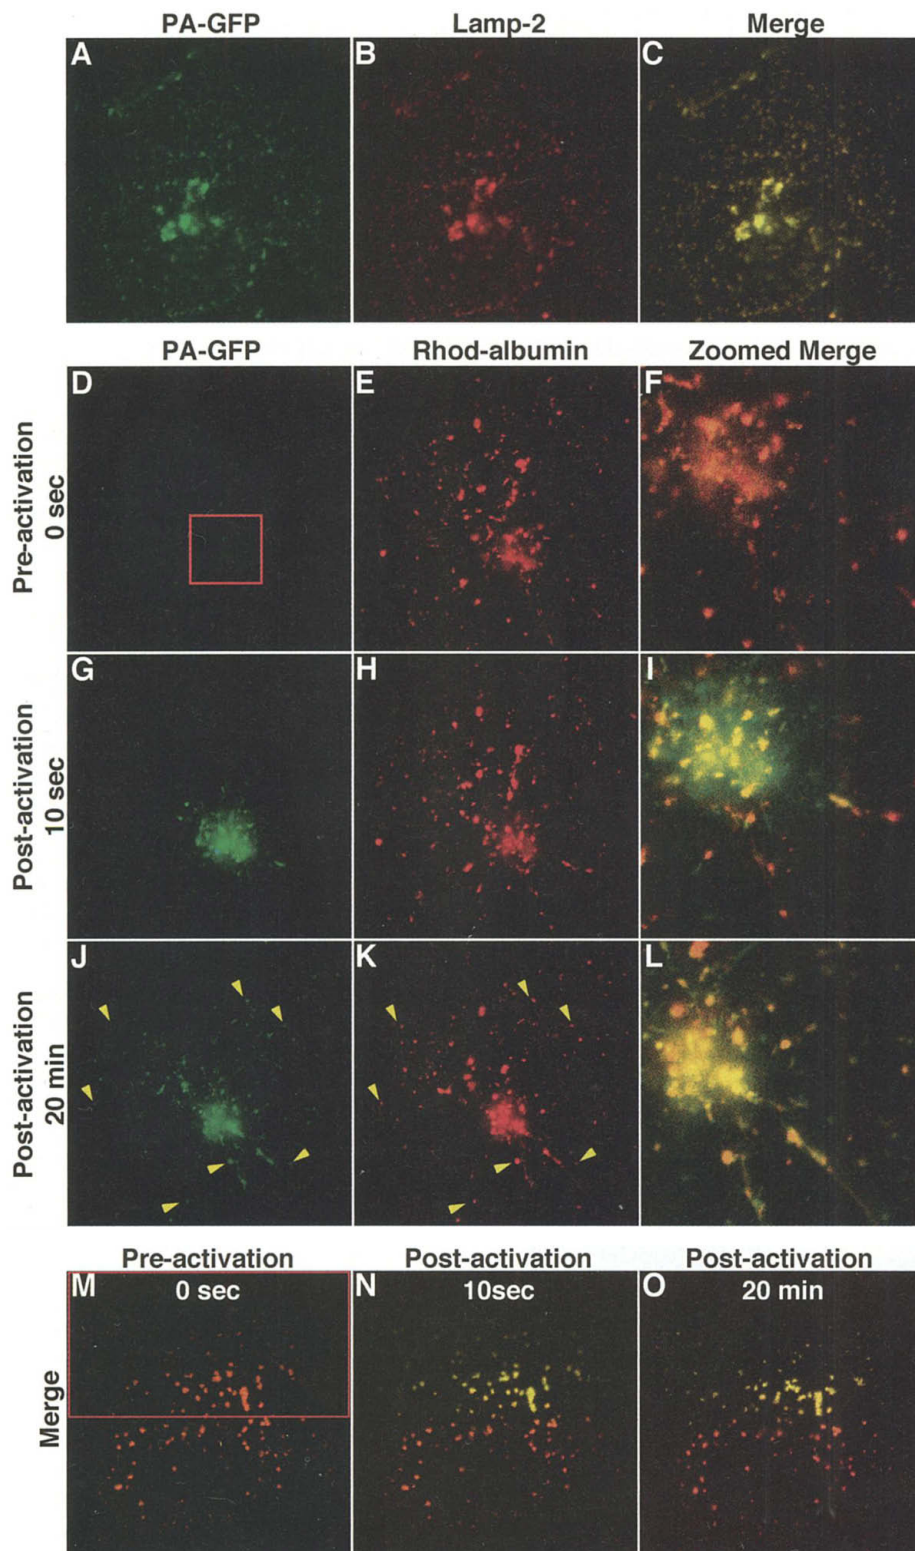 PA-GFP Lamp-2 Merge
A B C
PA-GFP Rhod-albumin Zoomed Merge
Pre-activation
0 sec
D E F
Post-activation
10 sec
G H I
Post-activation
20 min
J K L
Pre-activation Post-activation Post-activation
M 0 sec N 10sec O 20 min
Merge